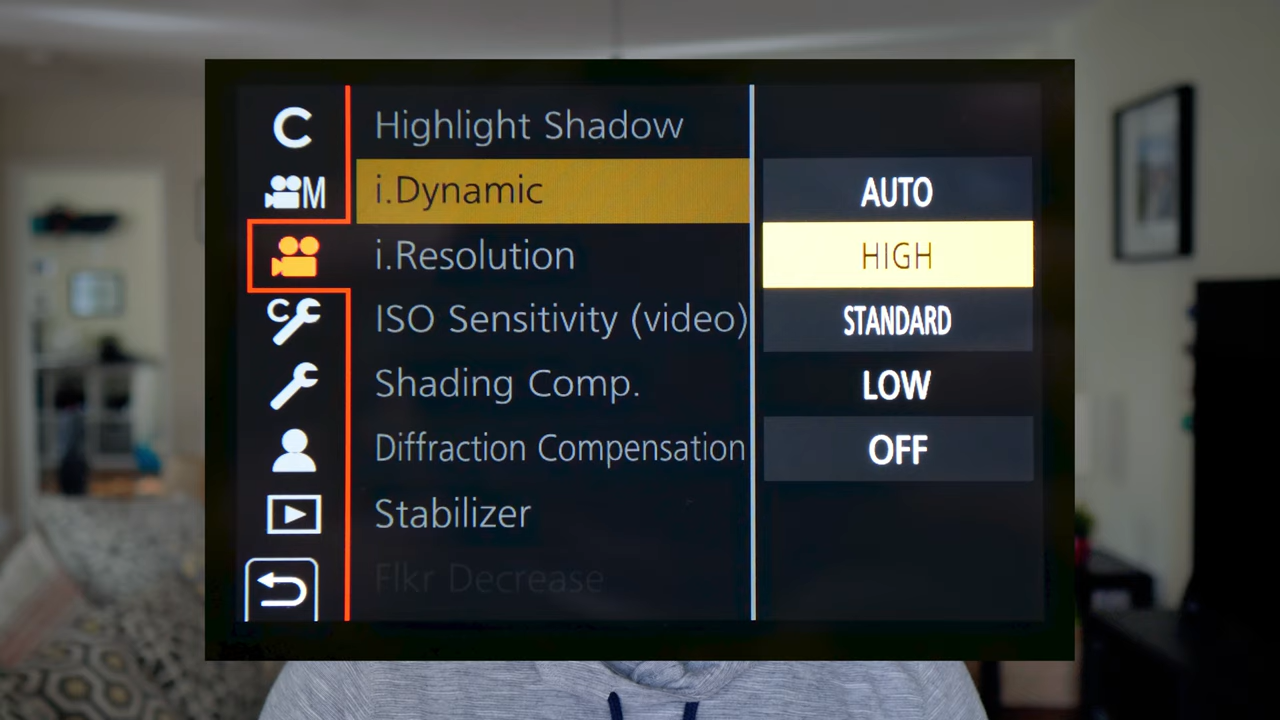 C
M
C
Highlight Shadow
i.Dynamic
i.Resolution
ISO Sensitivity (video)
Shading Comp.
Diffraction Compensation
Stabilizer
Flkr Decrease
AUTO
HIGH
STANDARD
LOW
OFF